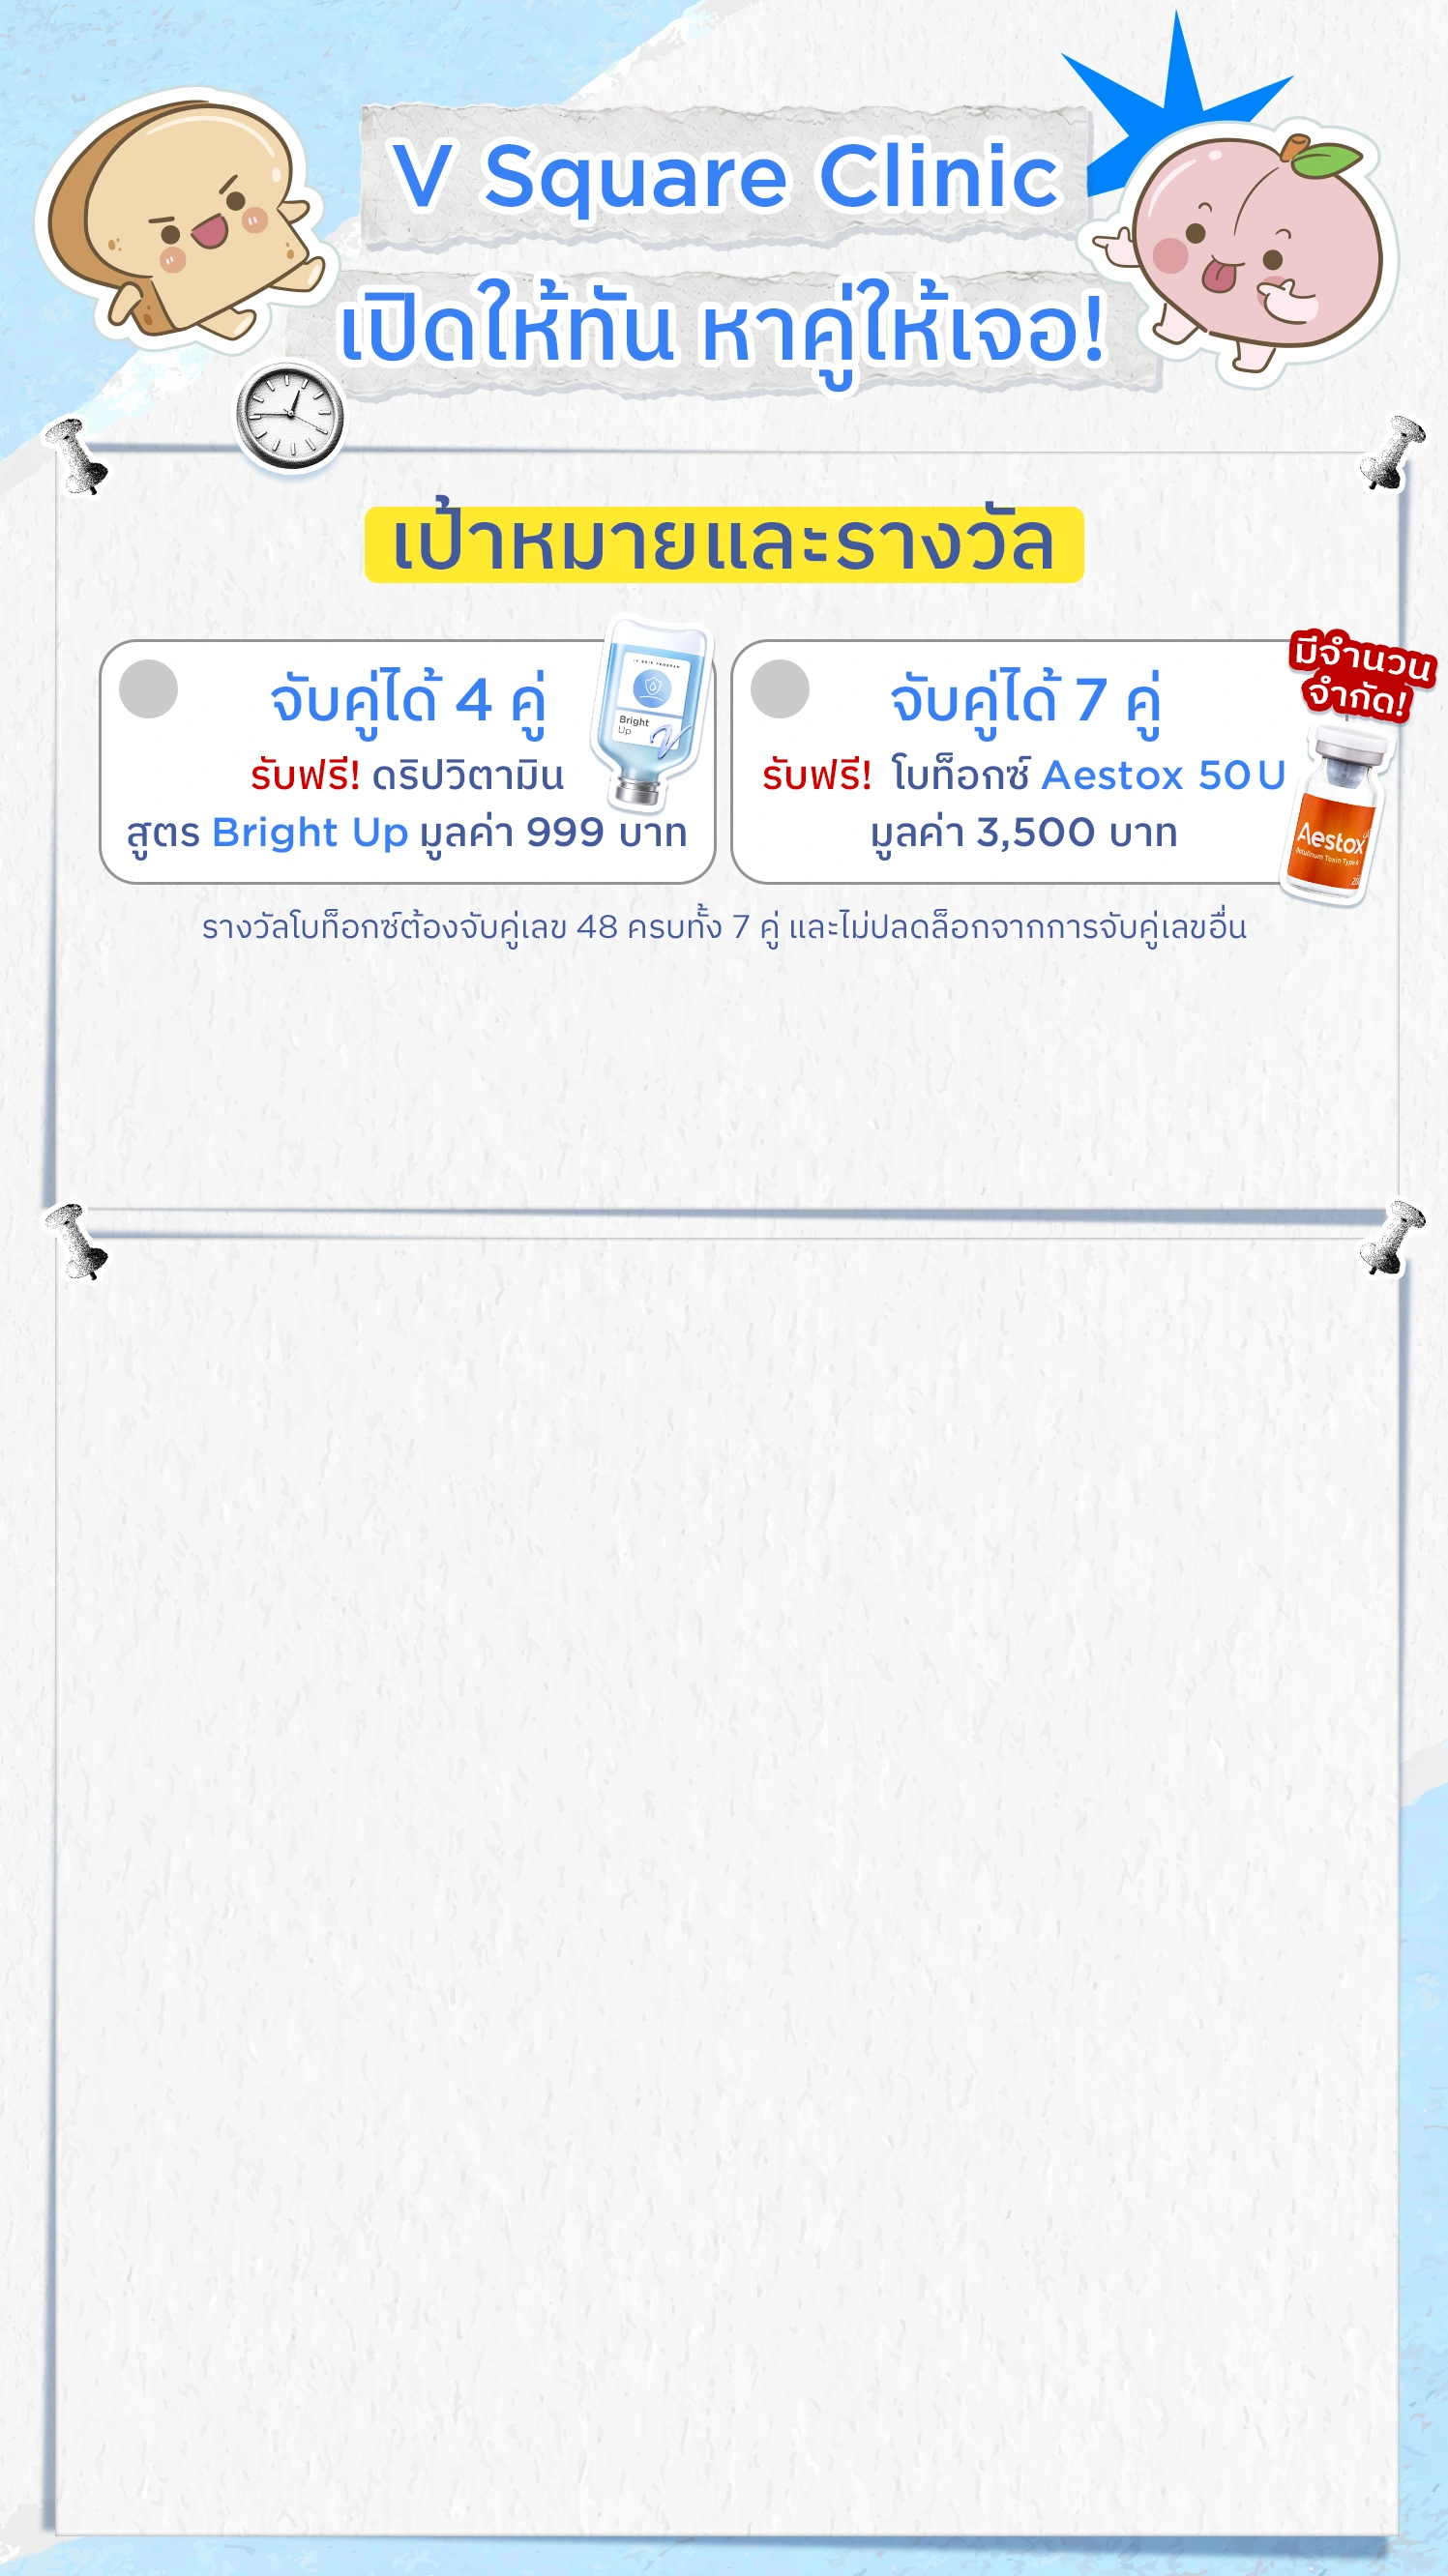 V Square Clinic
เปิดให้ทัน หาคู่ให้เจอ!
เป้าหมายและรางวัล
จับคู่ได้ 4 คู่
รับฟรี! ดริปวิตามิน
สูตร Bright Up มูลค่า 999 บาท
Bright
Up
จับคู่ได้ 7 คู่
รับฟรี! โบท็อกซ์ Aestox 50U
มูลค่า 3,500 บาท
มีจำนวน
จำกัด!
Aestox
Botulinum Toxin Type A
รางวัลโบท็อกซ์ต้องจับคู่เลข 48 ครบทั้ง 7 คู่ และไม่ปลดล็อกจากการจับคู่เลขอื่น